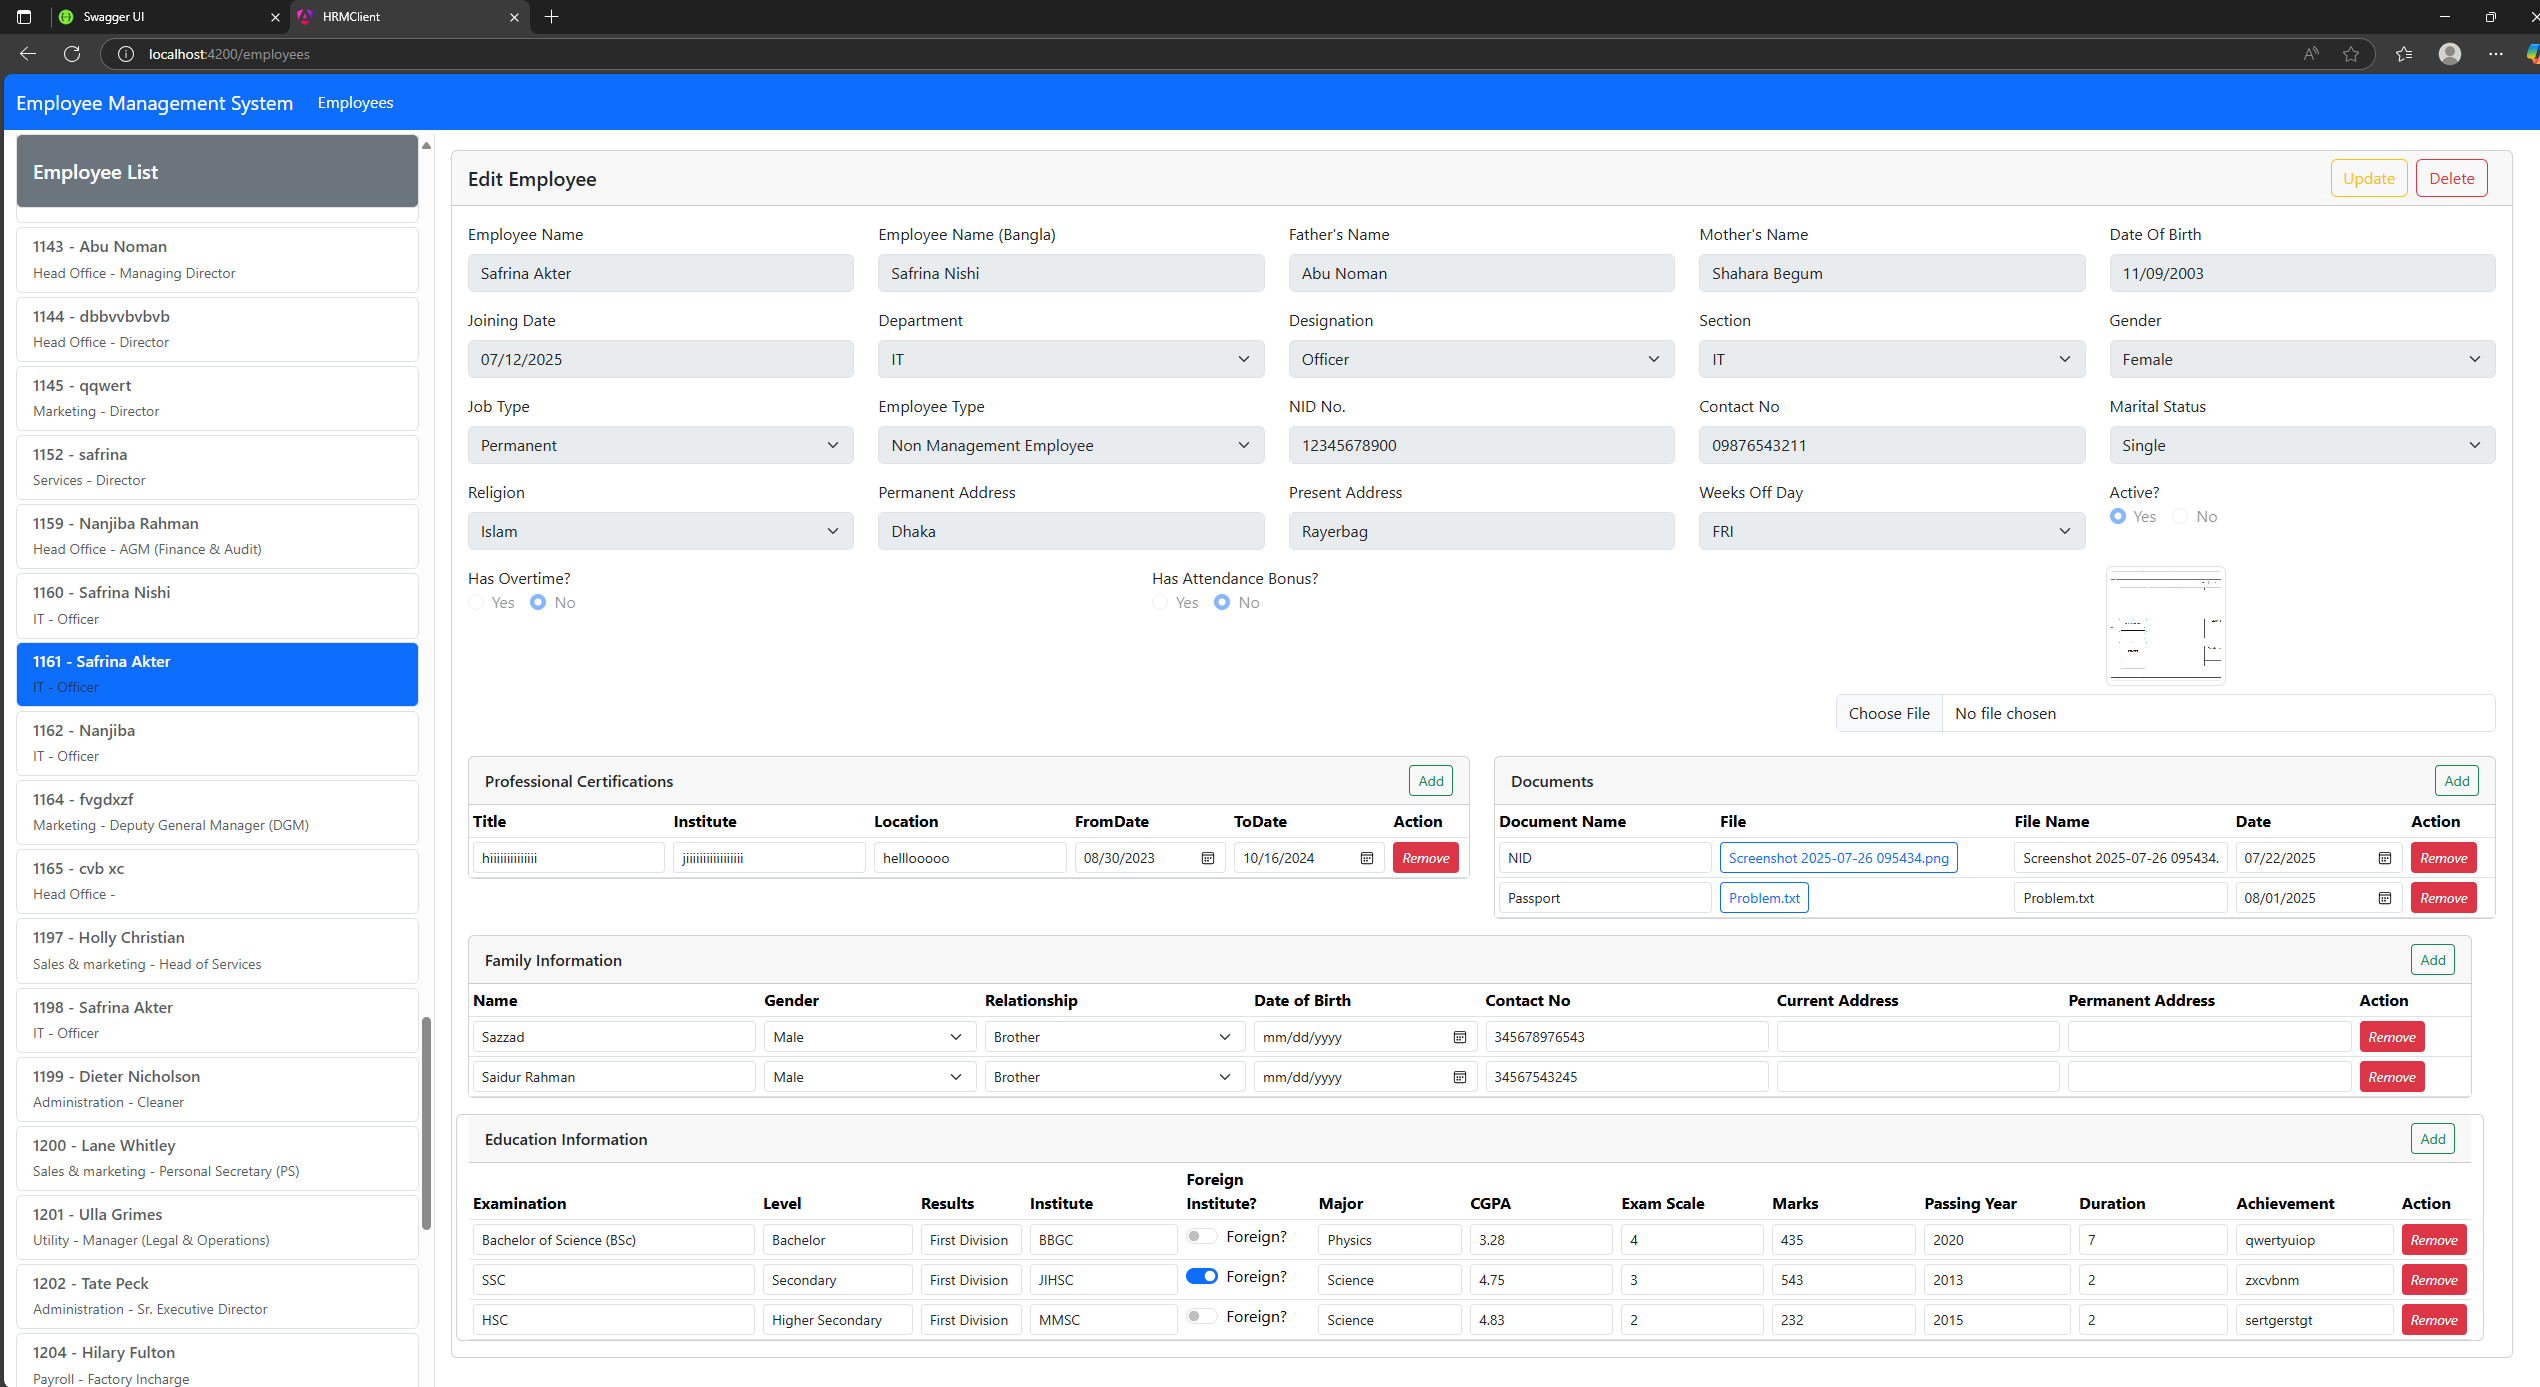 Swagger UI
HRMClient
localhost:4200/employees
Employee Management System Employees
Employee List
1143 - Abu Noman
Head Office - Managing Director
1144 - dbbvvbvbvb
Head Office - Director
1145 - qqwert
Marketing - Director
1152 - safrina
Services - Director
1159 - Nanjiba Rahman
Head Office - AGM (Finance & Audit)
1160 - Safrina Nishi
IT - Officer
1161 - Safrina Akter
IT - Officer
1162 - Nanjiba
IT - Officer
1164 - fvgdxzf
Marketing - Deputy General Manager (DGM)
1165 - cvb xc
Head Office -
1197 - Holly Christian
Sales & marketing - Head of Services
1198 - Safrina Akter
IT - Officer
1199 - Dieter Nicholson
Administration - Cleaner
1200 - Lane Whitley
Sales & marketing - Personal Secretary (PS)
1201 - Ulla Grimes
Utility - Manager (Legal & Operations)
1202 - Tate Peck
Administration - Sr. Executive Director
1204 - Hilary Fulton
Payroll - Factory Incharge
Edit Employee Update Delete
Employee Name Employee Name (Bangla) Father's Name Mother's Name Date Of Birth
Safrina Akter Safrina Nishi Abu Noman Shahara Begum 11/09/2003
Joining Date Department Designation Section Gender
07/12/2025 IT Officer IT Female
Job Type Employee Type NID No. Contact No Marital Status
Permanent Non Management Employee 12345678900 09876543211 Single
Religion Permanent Address Present Address Weeks Off Day Active?
Islam Dhaka Rayerbag FRI Yes No
Has Overtime? Has Attendance Bonus?
Yes No Yes No
Choose File No file chosen
Professional Certifications Add
Title Institute Location FromDate ToDate Action
hellooooo 08/30/2023 10/16/2024 Remove
Documents Add
Document Name File File Name Date Action
NID Screenshot 2025-07-26 095434.png Screenshot 2025-07-26 095434. 07/22/2025 Remove
Passport Problem.txt Problem.txt 08/01/2025 Remove
Family Information Add
Name Gender Relationship Date of Birth Contact No Current Address Permanent Address Action
Sazzad Male Brother mm/dd/yyyy 345678976543 Remove
Saidur Rahman Male Brother mm/dd/yyyy 34567543245 Remove
Education Information Add
Examination Level Results Institute Foreign Institute? Major CGPA Exam Scale Marks Passing Year Duration Achievement Action
Bachelor of Science (BSc) Bachelor First Division BBGC Foreign? Physics 3.28 4 435 2020 7 qwertyuiop Remove
SSC Secondary First Division JIHSC Foreign? Science 4.75 3 543 2013 2 zxcvbnm Remove
HSC Higher Secondary First Division MMSC Foreign? Science 4.83 2 232 2015 2 sertgerstgt Remove